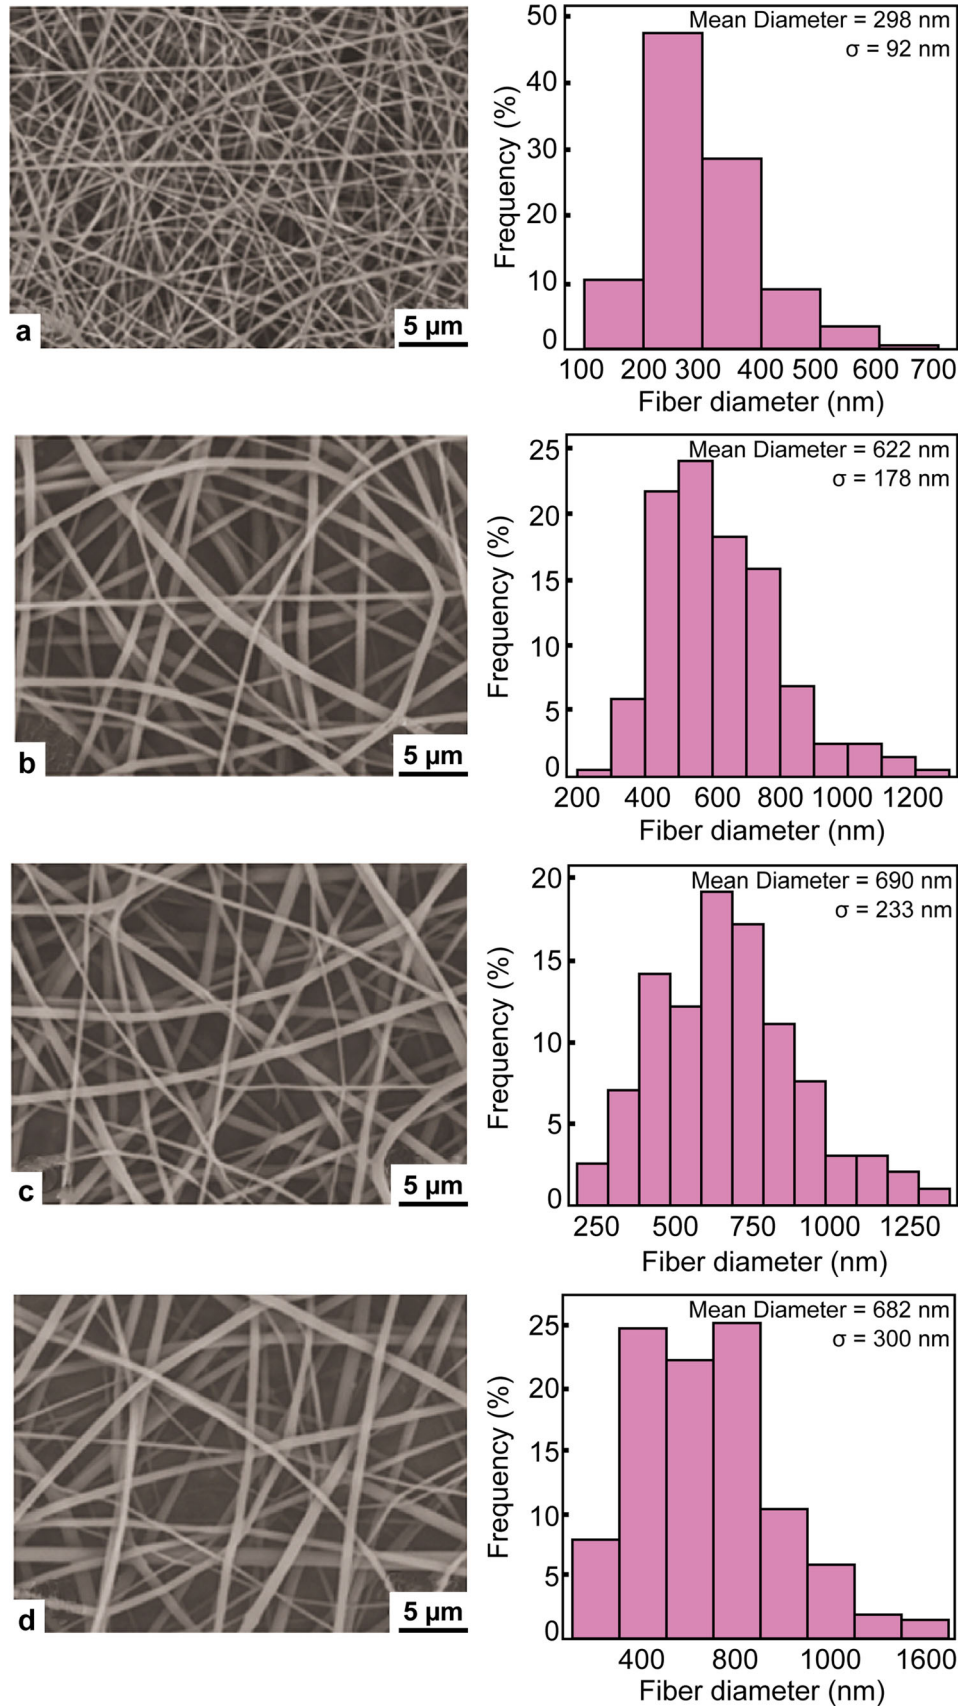 a
5 µm
50
40
30
20
10
0
Frequency (%)
Mean Diameter = 298 nm
σ = 92 nm
100 200 300 400 500 600 700
Fiber diameter (nm)
b
5 µm
25
20
15
10
5
0
Frequency (%)
Mean Diameter = 622 nm
σ = 178 nm
200 400 600 800 1000 1200
Fiber diameter (nm)
c
5 µm
20
15
10
5
0
Frequency (%)
Mean Diameter = 690 nm
σ = 233 nm
250 500 750 1000 1250
Fiber diameter (nm)
d
5 µm
25
20
15
10
5
0
Frequency (%)
Mean Diameter = 682 nm
σ = 300 nm
400 800 1000 1600
Fiber diameter (nm)